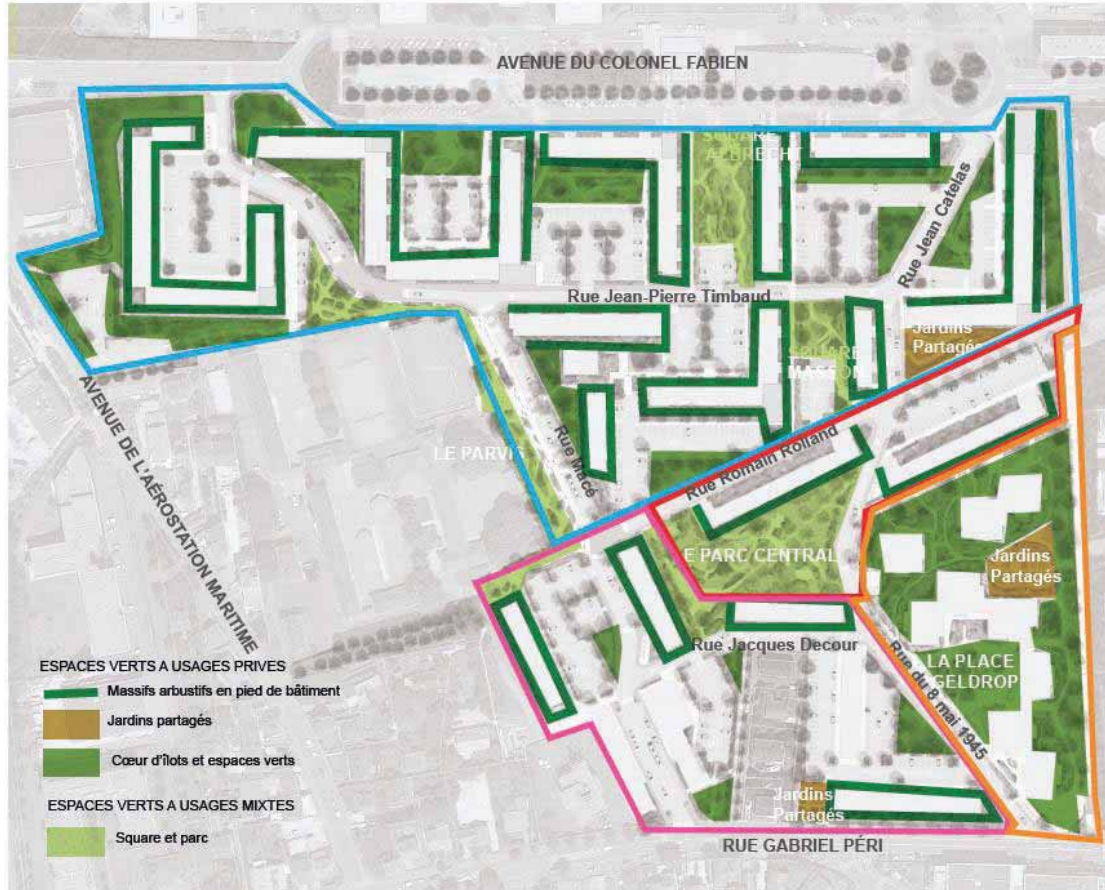 AVENUE DU COLONEL FABIEN
SQUARE
ALBRECHT
Rue Jean Catelas
Rue Jean-Pierre Timbaud
Jardins
Partagés
SQUARE
AVENUE DE L'AÉROSTATION MARITIME
LE PARVIS
Rue Macé
Rue Romain Rolland
E PARC CENTRAL
Jardins
Partagés
Rue Jacques Decour
LA PLACE
GELDROP
Rue du 8 mai 1945
ESPACES VERTS A USAGES PRIVES
Massifs arbustifs en pied de bâtiment
Jardins partagés
Cœur d'îlots et espaces verts
ESPACES VERTS A USAGES MIXTES
Square et parc
Jardins
Partagés
RUE GABRIEL PÉRI